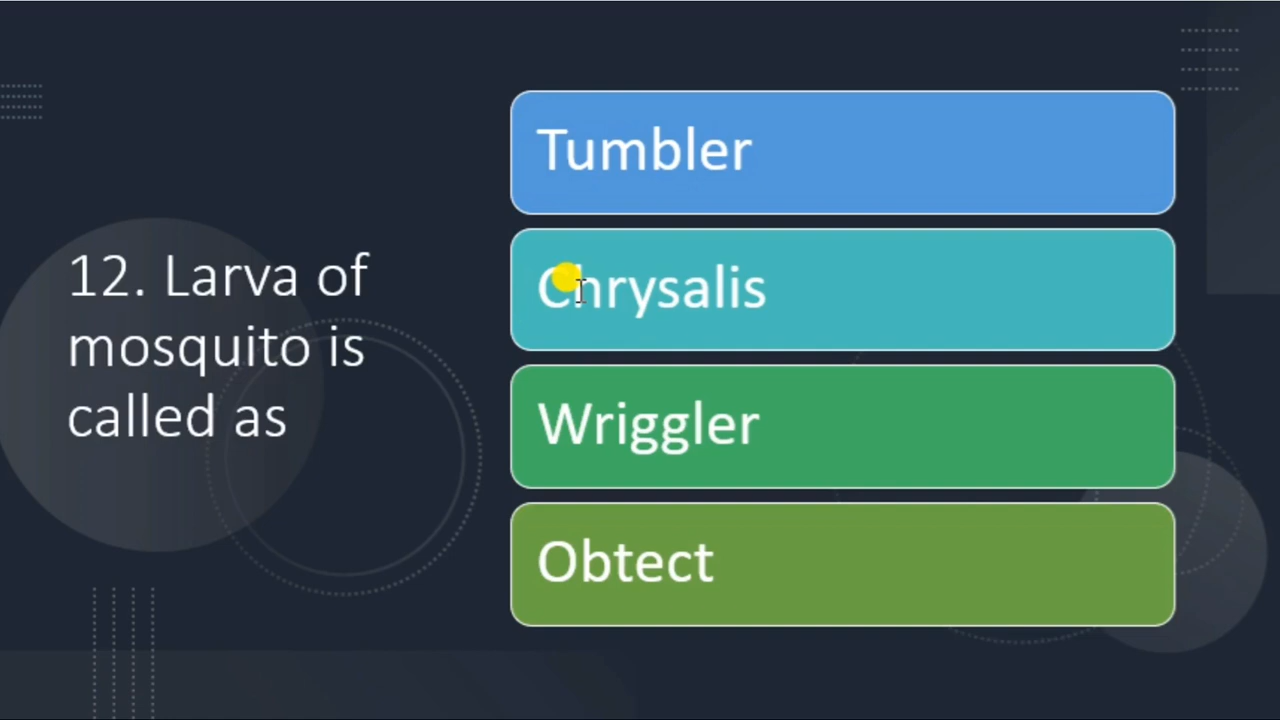 12. Larva of
mosquito is
called as
Tumbler
Chrysalis
Wriggler
Obtect